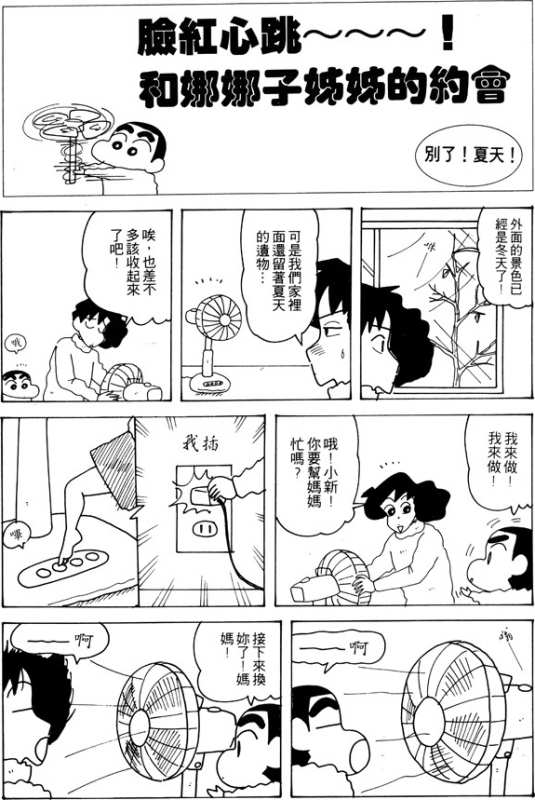 臉紅心跳～～～！
和娜娜子姊姊的約會
別了！夏天！
外面的景色已
經是冬天了！
可是我們家裡
面還留著夏天
的遺物…
唉，也差不
多該收起來
了吧！
哦
我來做！
我來做！
哦！小新！
你要幫媽媽
忙嗎？
我插
嗶
啊——
接下來換
妳了！媽
媽！
啊——